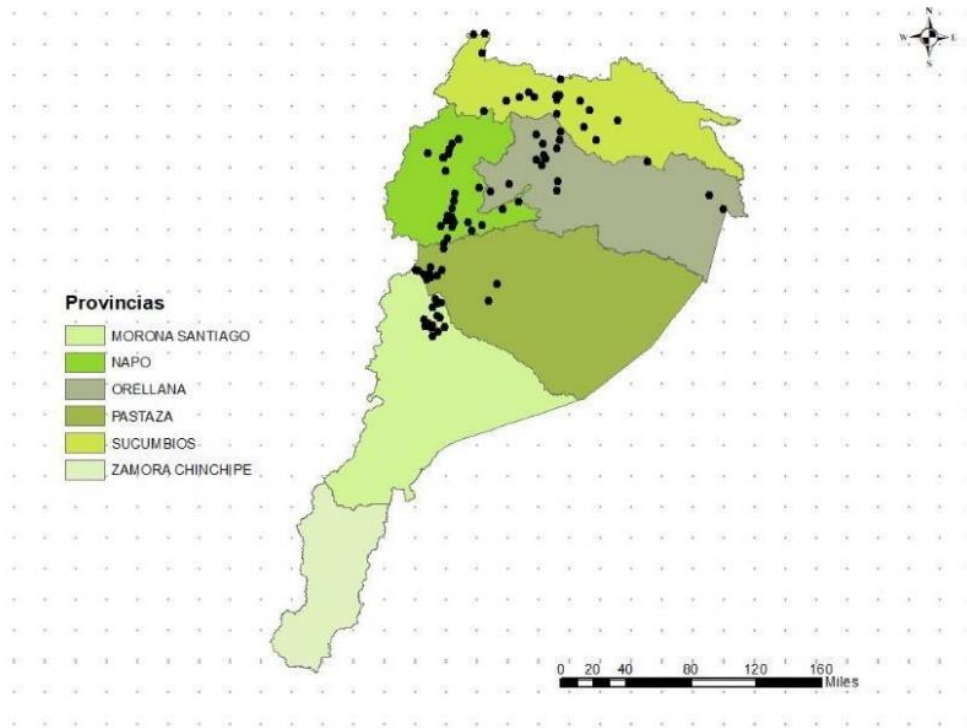 N
W E
S
Provincias
MORONA SANTIAGO
NAPO
ORELLANA
PASTAZA
SUCUMBIOS
ZAMORA CHINCHIPE
0 20 40 80 120 160
Miles